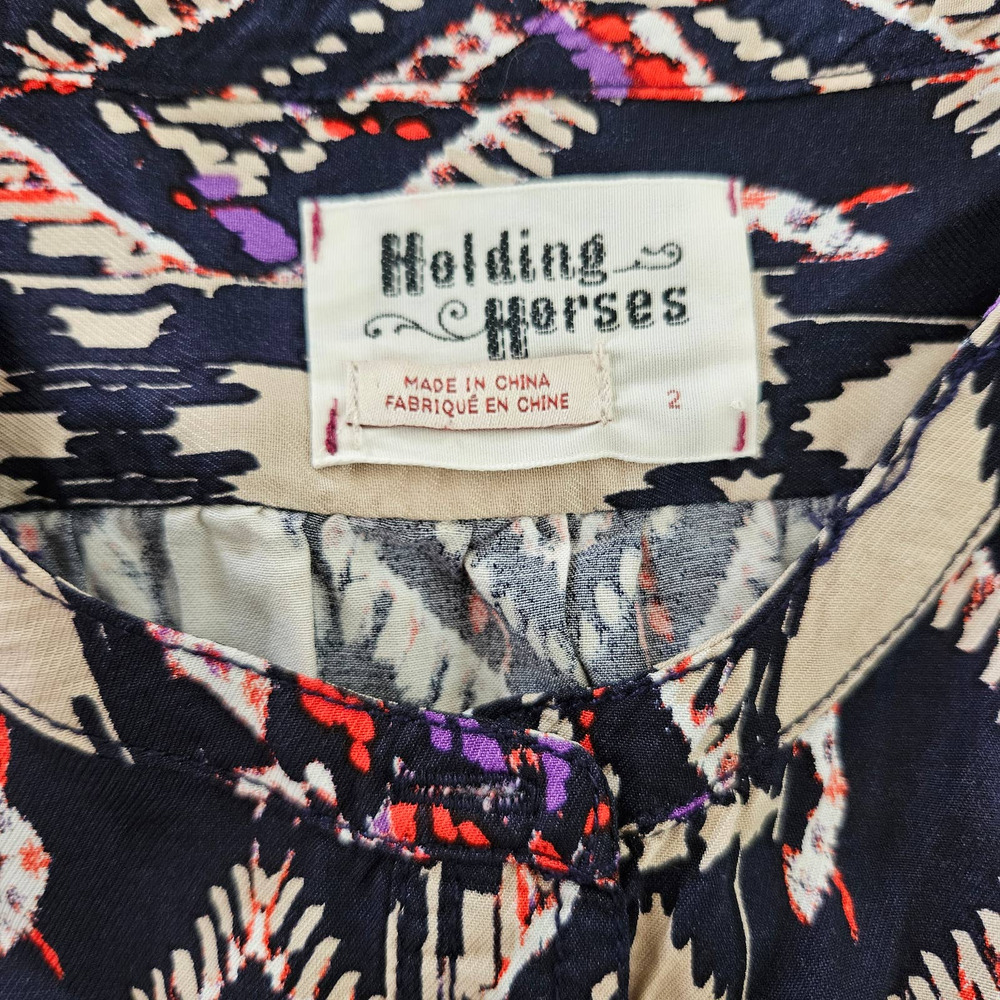 Holding
Horses
MADE IN CHINA
FABRIQUÉ EN CHINE
2